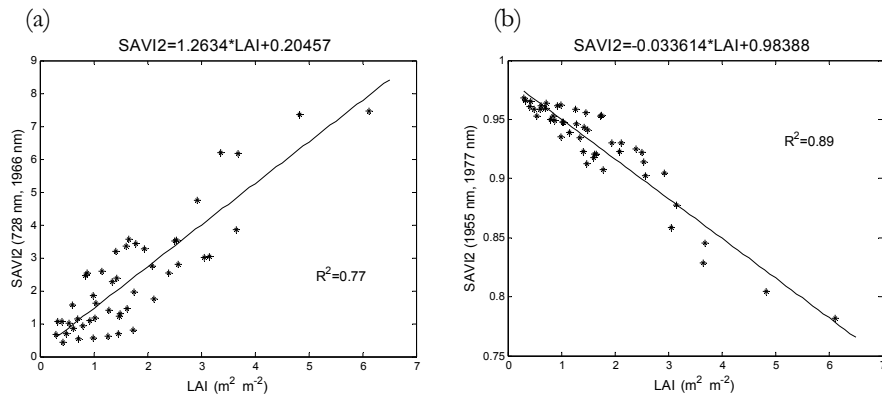 (a)
SAVI2=1.2634*LAI+0.20457
9
8
7
6
5
4
3
2
1
0
SAVI2 (728 nm, 1966 nm)
R²=0.77
0 1 2 3 4 5 6 7
LAI (m² m⁻²)
(b)
SAVI2=-0.033614*LAI+0.98388
1
0.95
0.9
0.85
0.8
0.75
SAVI2 (1955 nm, 1977 nm)
R²=0.89
0 1 2 3 4 5 6 7
LAI (m² m⁻²)